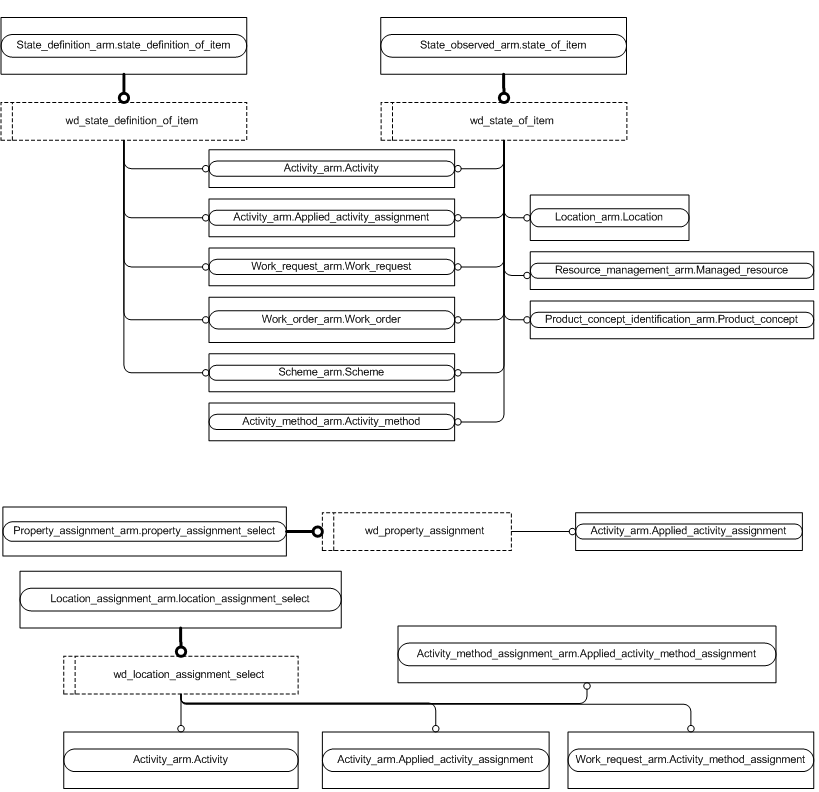 State_definition_arm.state_definition_of_item
State_observed_arm.state_of_item
wd_state_definition_of_item
wd_state_of_item
Activity_arm.Activity
Activity_arm.Applied_activity_assignment
Location_arm.Location
Work_request_arm.Work_request
Resource_management_arm.Managed_resource
Work_order_arm.Work_order
Product_concept_identification_arm.Product_concept
Scheme_arm.Scheme
Activity_method_arm.Activity_method
Property_assignment_arm.property_assignment_select
wd_property_assignment
Activity_arm.Applied_activity_assignment
Location_assignment_arm.location_assignment_select
Activity_method_assignment_arm.Applied_activity_method_assignment
wd_location_assignment_select
Activity_arm.Activity
Activity_arm.Applied_activity_assignment
Work_request_arm.Activity_method_assignment